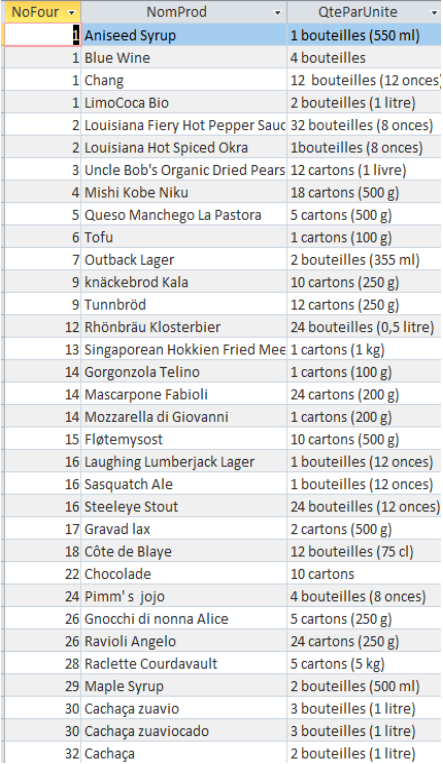 NoFour NomProd QteParUnite
1 Aniseed Syrup 1 bouteilles (550 ml)
1 Blue Wine 4 bouteilles
1 Chang 12 bouteilles (12 onces)
1 LimoCoca Bio 2 bouteilles (1 litre)
2 Louisiana Fiery Hot Pepper Sauc 32 bouteilles (8 onces)
2 Louisiana Hot Spiced Okra 1bouteilles (8 onces)
3 Uncle Bob's Organic Dried Pears 12 cartons (1 livre)
4 Mishi Kobe Niku 18 cartons (500 g)
5 Queso Manchego La Pastora 5 cartons (500 g)
6 Tofu 1 cartons (100 g)
7 Outback Lager 2 bouteilles (355 ml)
9 knäckebrod Kala 10 cartons (250 g)
9 Tunnbröd 12 cartons (250 g)
12 Rhönbräu Klosterbier 24 bouteilles (0,5 litre)
13 Singaporean Hokkien Fried Mee 1 cartons (1 kg)
14 Gorgonzola Telino 1 cartons (100 g)
14 Mascarpone Fabioli 24 cartons (200 g)
14 Mozzarella di Giovanni 1 cartons (200 g)
15 Fløtemysost 10 cartons (500 g)
16 Laughing Lumberjack Lager 1 bouteilles (12 onces)
16 Sasquatch Ale 1 bouteilles (12 onces)
16 Steeleye Stout 24 bouteilles (12 onces)
17 Gravad lax 2 cartons (500 g)
18 Côte de Blaye 12 bouteilles (75 cl)
22 Chocolade 10 cartons
24 Pimm' s jojo 4 bouteilles (8 onces)
26 Gnocchi di nonna Alice 5 cartons (250 g)
26 Ravioli Angelo 24 cartons (250 g)
28 Raclette Courdavault 5 cartons (5 kg)
29 Maple Syrup 2 bouteilles (500 ml)
30 Cachaça zuavio 3 bouteilles (1 litre)
30 Cachaça zuaviocado 3 bouteilles (1 litre)
32 Cachaça 2 bouteilles (1 litre)